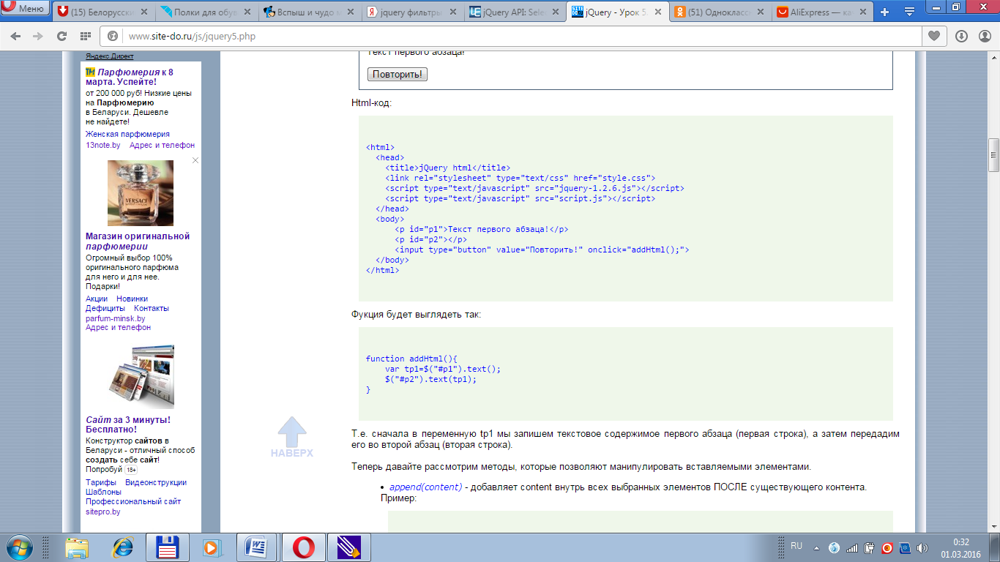 Меню
(15) Белорусски
Полки для обув
Вспыш и чудо м
jquery фильтры
jQuery API: Sele
jQuery - Урок 5.
(51) Одноклассн
AliExpress — ка
www.site-do.ru/js/jquery5.php
Яндекс.Директ
Парфюмерия к 8
марта. Успейте!
от 200 000 руб! Низкие цены
на Парфюмерию
в Беларуси. Дешевле
не найдете!
Женская парфюмерия
13note.by Адрес и телефон
VERSACE
Магазин оригинальной
парфюмерии
Огромный выбор 100%
оригинального парфюма
для него и для нее.
Подарки!
Акции Новинки
Дефициты Контакты
parfum-minsk.by
Адрес и телефон
Сайт за 3 минуты!
Бесплатно!
Конструктор сайтов в
Беларуси - отличный способ
создать себе сайт!
Попробуй 18+
Тарифы Видеонструкции
Шаблоны
Профессиональный сайт
sitepro.by
НАВЕРХ
Текст первого абзаца!
Повторить!
Html-код:
<html>
<head>
<title>jQuery html</title>
<link rel="stylesheet" type="text/css" href="style.css">
<script type="text/javascript" src="jquery-1.2.6.js"></script>
<script type="text/javascript" src="script.js"></script>
</head>
<body>
<p id="p1">Текст первого абзаца!</p>
<p id="p2"></p>
<input type="button" value="Повторить!" onclick="addHtml();">
</body>
</html>
Фукция будет выглядеть так:
function addHtml(){
var tp1=$("#p1").text();
$("#p2").text(tp1);
}
Т.е. сначала в переменную tp1 мы запишем текстовое содержимое первого абзаца (первая строка), а затем передадим
его во второй абзац (вторая строка).
Теперь давайте рассмотрим методы, которые позволяют манипулировать вставляемыми элементами.
• append(content) - добавляет content внутрь всех выбранных элементов ПОСЛЕ существующего контента.
Пример:
RU
0:32
01.03.2016